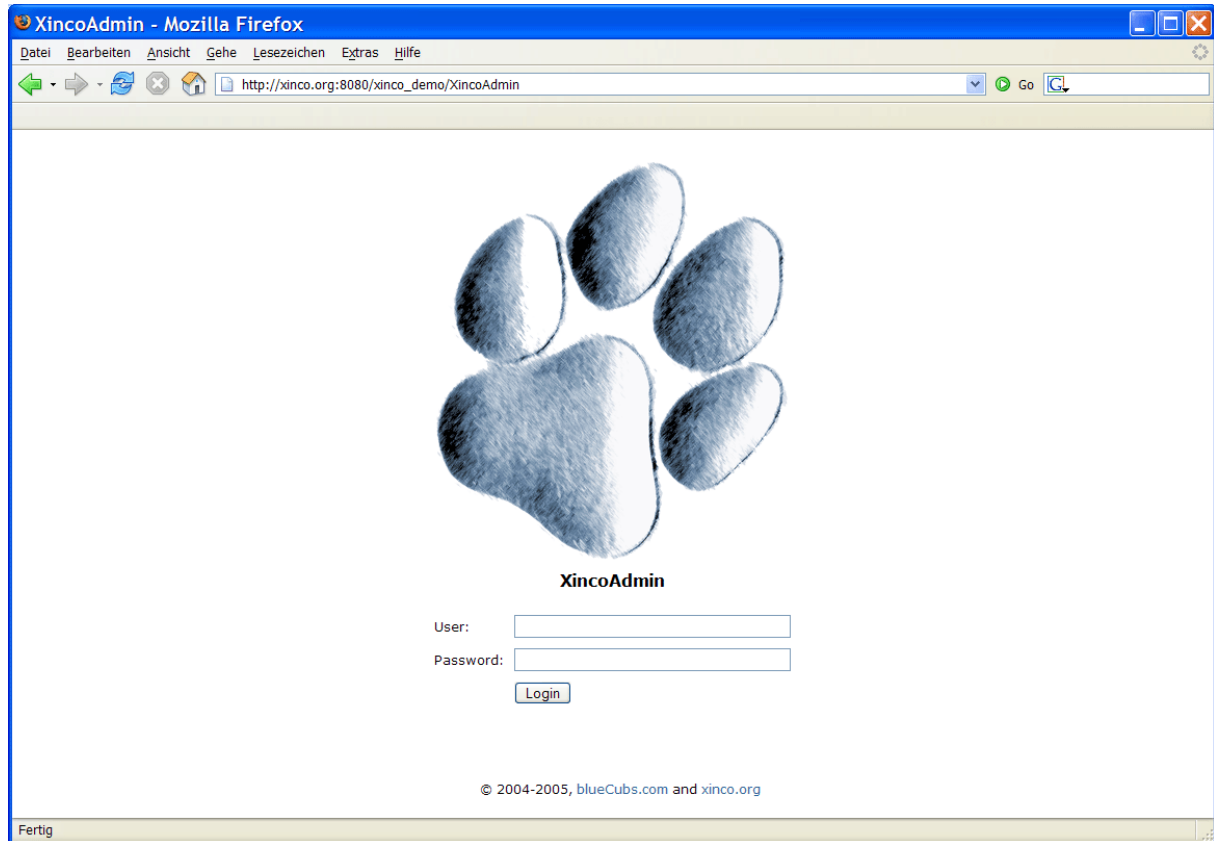 XincoAdmin - Mozilla Firefox
Datei Bearbeiten Ansicht Gehe Lesezeichen Extras Hilfe
http://xinco.org:8080/xinco_demo/XincoAdmin Go G
XincoAdmin
User:
Password:
Login
© 2004-2005, blueCubs.com and xinco.org
Fertig